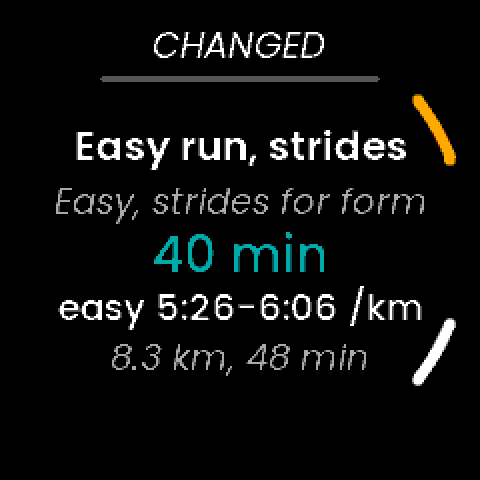 CHANGED
Easy run, strides
Easy, strides for form
40 min
easy 5:26-6:06 /km
8.3 km, 48 min